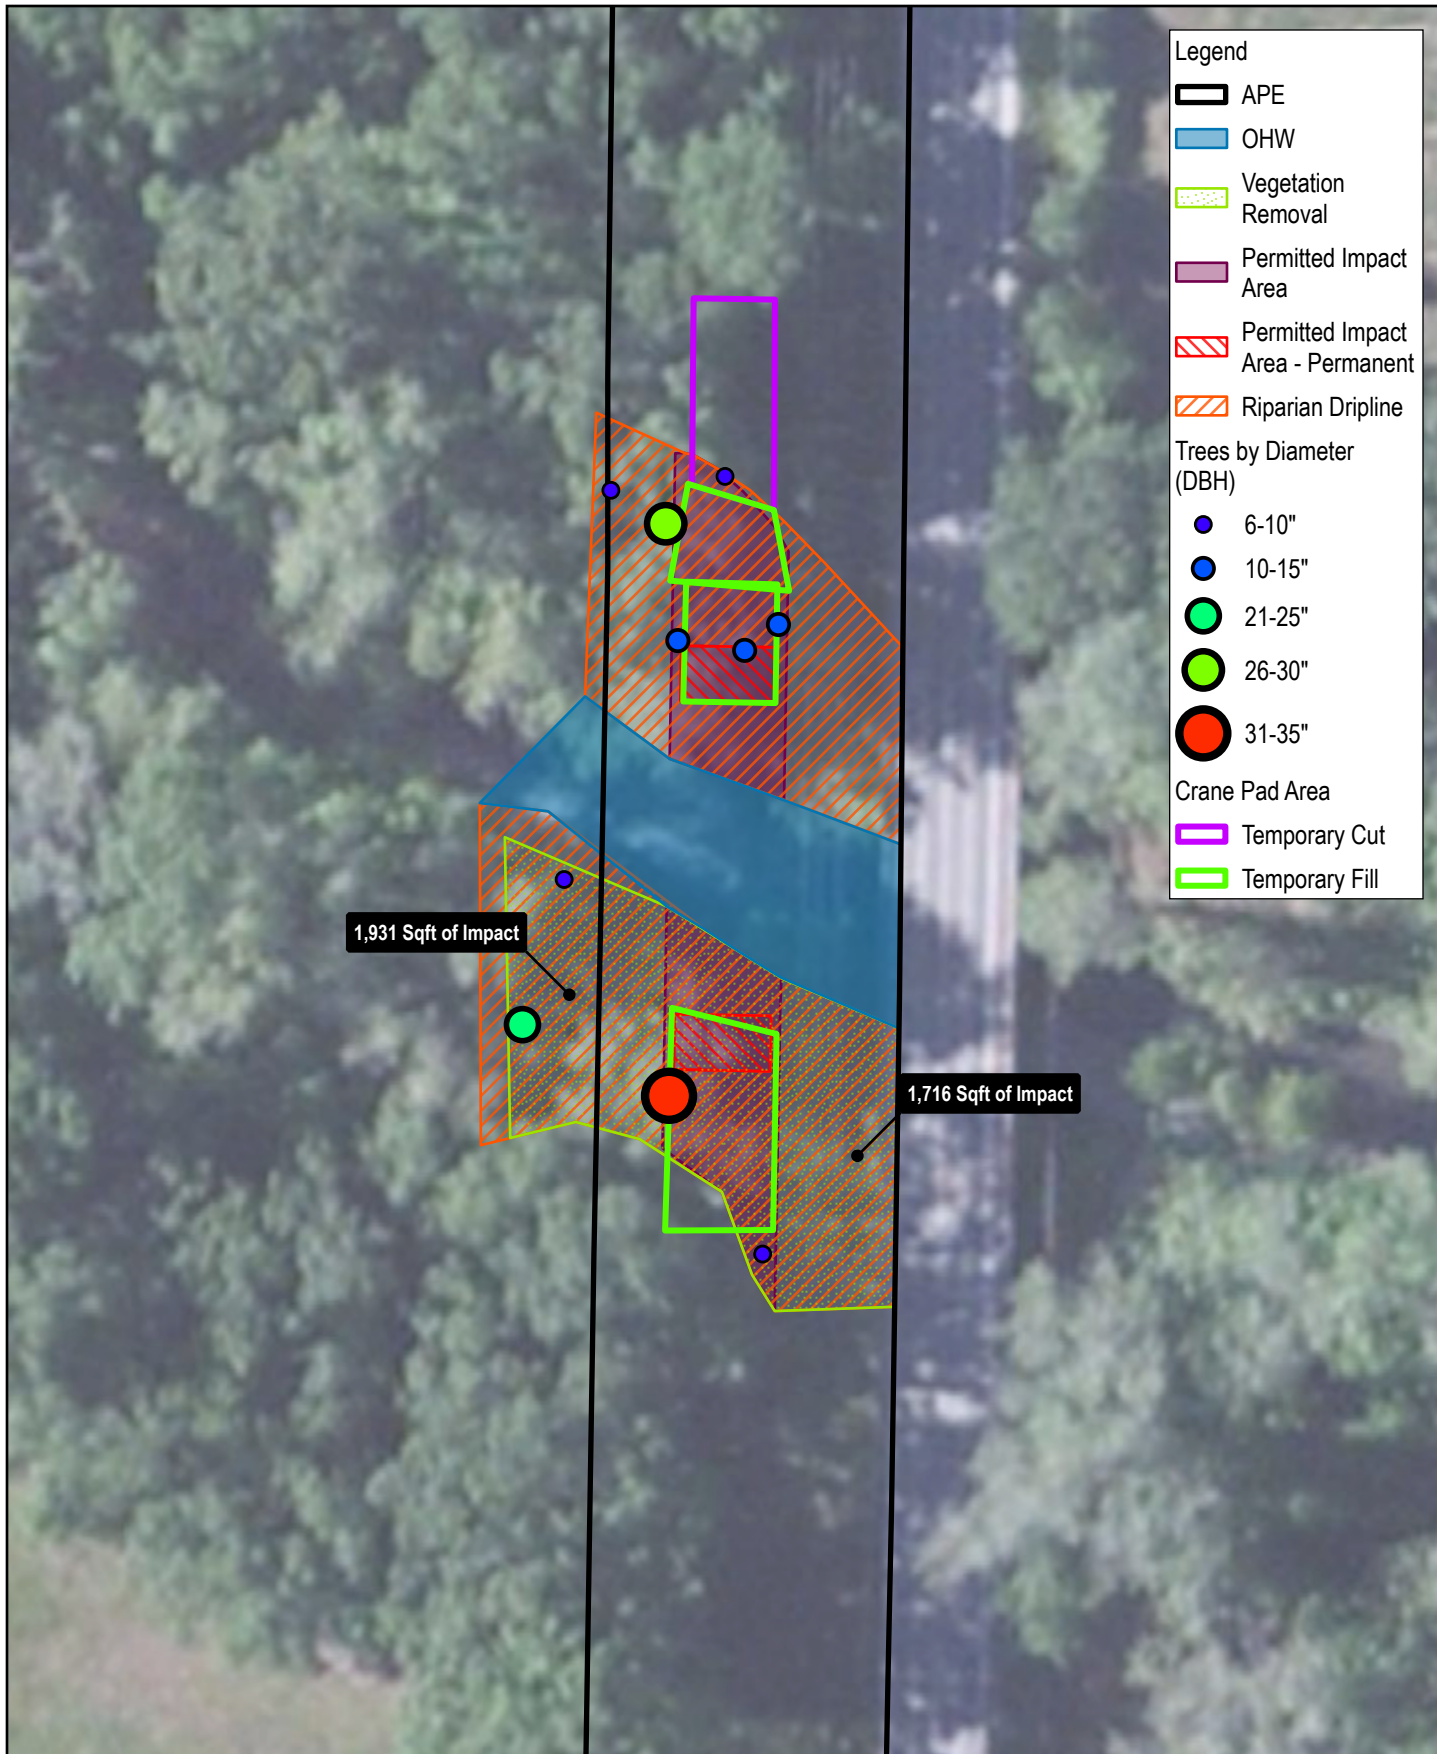 Legend
APE
OHW
Vegetation
Removal
Permitted Impact
Area
Permitted Impact
Area - Permanent
Riparian Dripline
Trees by Diameter
(DBH)
6-10"
10-15"
21-25"
26-30"
31-35"
Crane Pad Area
Temporary Cut
Temporary Fill
1,931 Sqft of Impact
1,716 Sqft of Impact